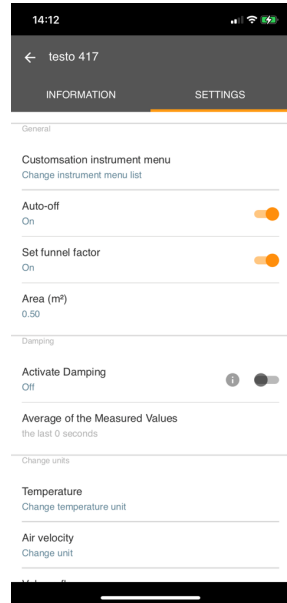 14:12
testo 417
INFORMATION SETTINGS
General
Customsation instrument menu
Change instrument menu list
Auto-off
On
Set funnel factor
On
Area (m²)
0.50
Damping
Activate Damping
Off
Average of the Measured Values
the last 0 seconds
Change units
Temperature
Change temperature unit
Air velocity
Change unit